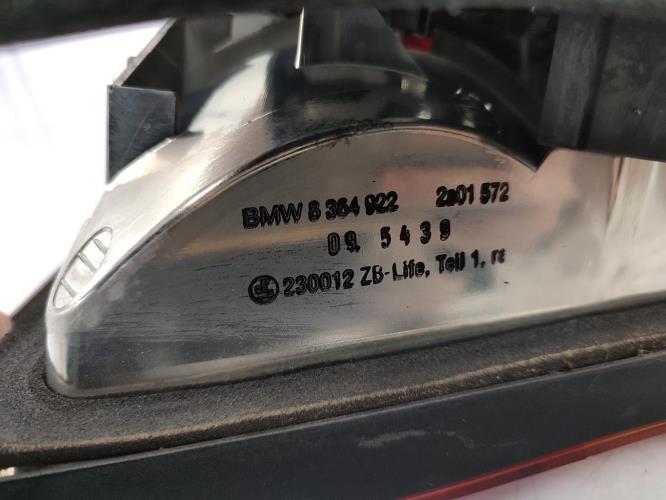 BMW 8 364 922 2a01 572
09. 5439
230012 ZB-Life, Teil 1, re